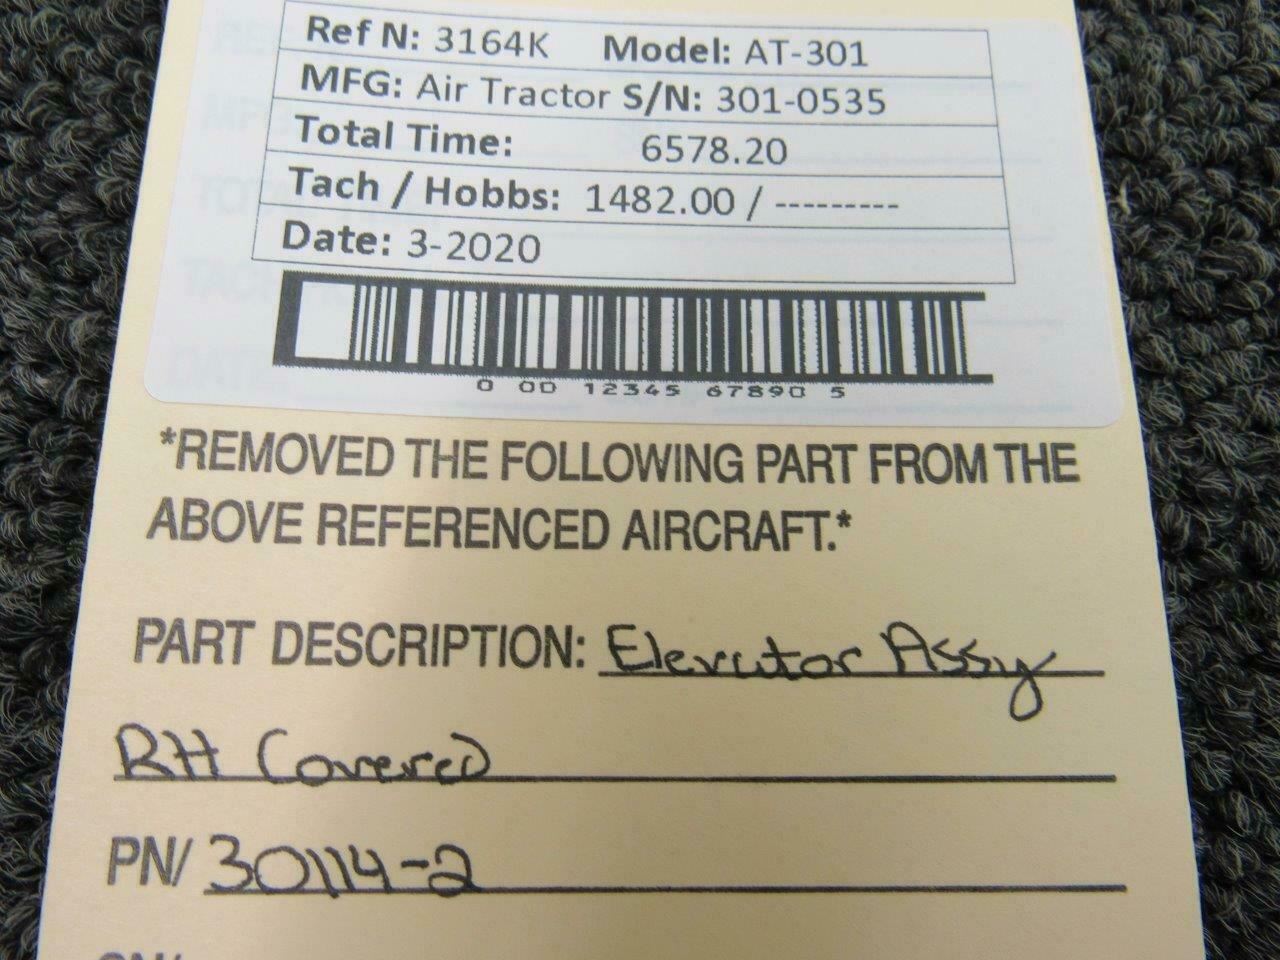 Ref N: 3164K Model: AT-301
MFG: Air Tractor S/N: 301-0535
Total Time: 6578.20
Tach / Hobbs: 1482.00 / ---------
Date: 3-2020
0 00 12345 67890 5
*REMOVED THE FOLLOWING PART FROM THE
ABOVE REFERENCED AIRCRAFT.*
PART DESCRIPTION: Elevator Assy
RH Covered
PN/ 30114-2